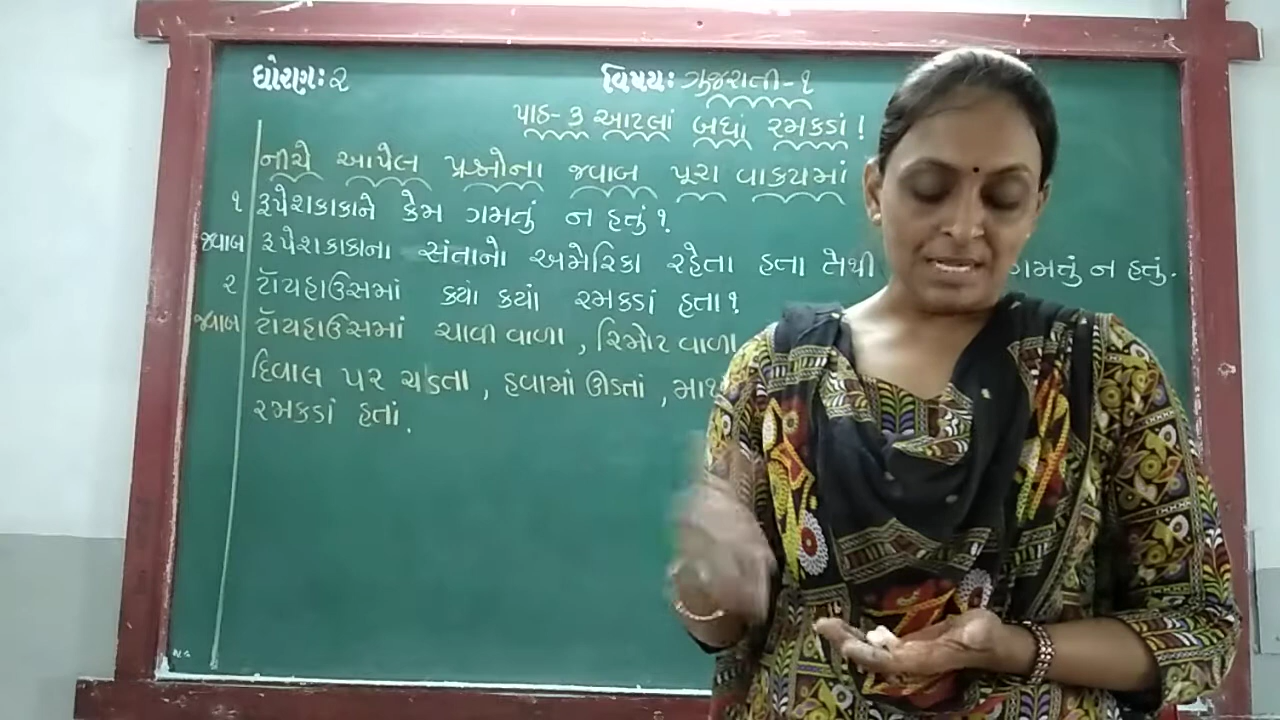 ધોરણઃ૨ વિષયઃ ગુજરાતી-૧
પાઠ-૩ આટલાં બધાં રમકડાં!
નીચે આપેલ પ્રશ્નોના જવાબ પૂરા વાક્યમાં
૧ રૂપેશકાકાને કેમ ગમતું ન હતું?
જવાબ રૂપેશકાકાના સંતાનો અમેરિકા રહેતા હતા તેથી ગમતું ન હતું.
૨ ટૉયહાઉસમાં કયાં કયાં રમકડાં હતા?
જવાબ ટૉયહાઉસમાં ચાવી વાળા, રિમોટ વાળા,
દિવાલ પર ચડતા, હવામાં ઊડતાં,
રમકડાં હતાં.